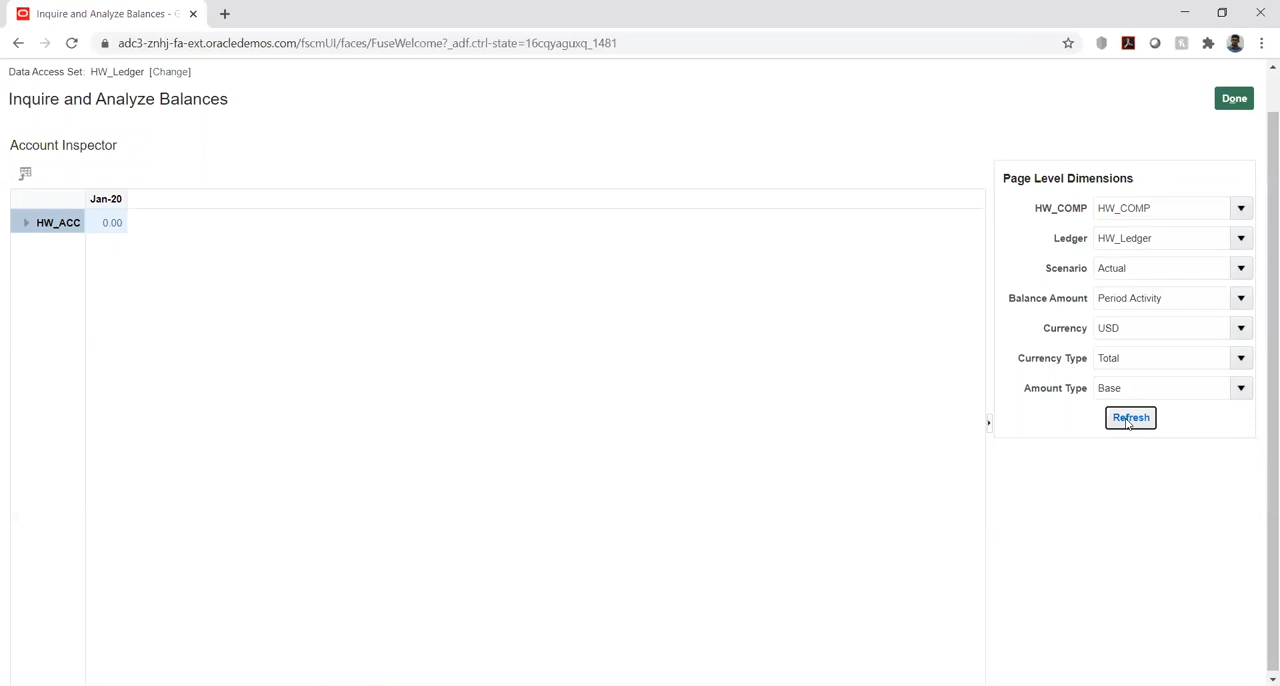 Inquire and Analyze Balances -
adc3-znhj-fa-ext.oracledemos.com/fscmUI/faces/FuseWelcome?_adf.ctrl-state=16cqyaguxq_1481
Data Access Set: HW_Ledger [Change]
Inquire and Analyze Balances
Done
Account Inspector
Page Level Dimensions
Jan-20
HW_ACC 0.00
HW_COMP HW_COMP
Ledger HW_Ledger
Scenario Actual
Balance Amount Period Activity
Currency USD
Currency Type Total
Amount Type Base
Refresh